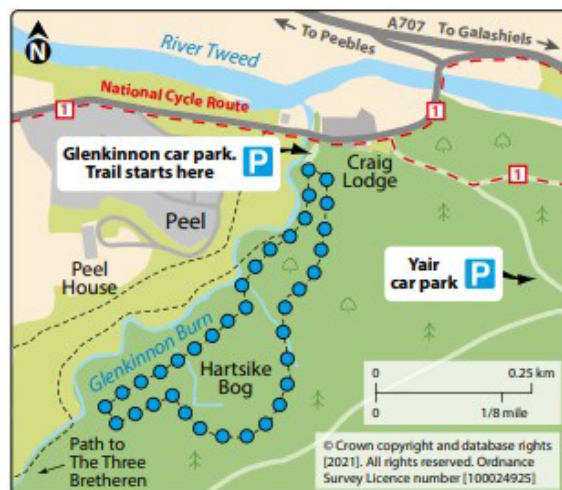 A707
To Galashiels
To Peebles
N
River Tweed
National Cycle Route
1
1
1
Glenkinnon car park.
Trail starts here
P
Craig
Lodge
Peel
Peel
House
Yair
car park
P
Glenkinnon Burn
Hartsike
Bog
0
0.25 km
0
1/8 mile
Path to
The Three
Bretheren
© Crown copyright and database rights
[2021]. All rights reserved. Ordnance
Survey Licence number [100024925]